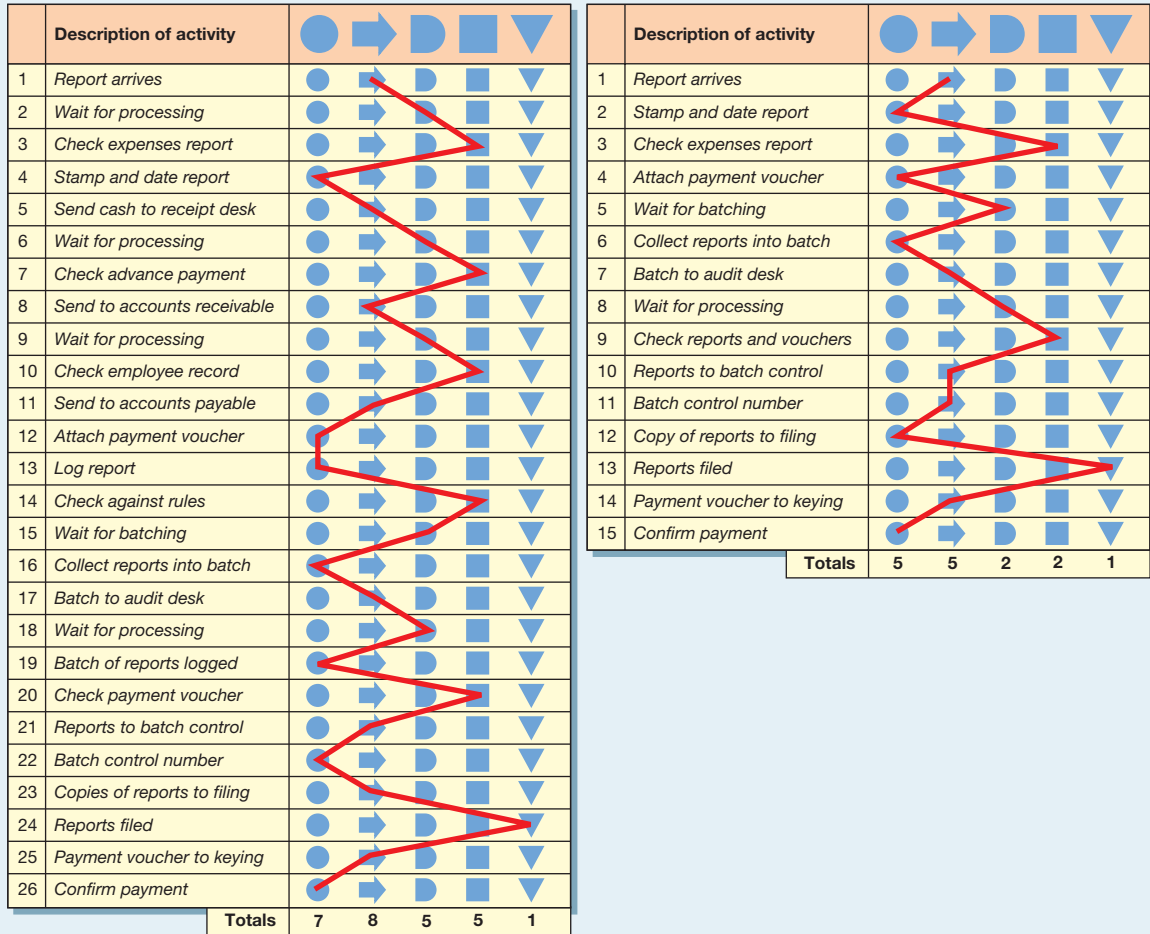 Description of activity
1 Report arrives
2 Wait for processing
3 Check expenses report
4 Stamp and date report
5 Send cash to receipt desk
6 Wait for processing
7 Check advance payment
8 Send to accounts receivable
9 Wait for processing
10 Check employee record
11 Send to accounts payable
12 Attach payment voucher
13 Log report
14 Check against rules
15 Wait for batching
16 Collect reports into batch
17 Batch to audit desk
18 Wait for processing
19 Batch of reports logged
20 Check payment voucher
21 Reports to batch control
22 Batch control number
23 Copies of reports to filing
24 Reports filed
25 Payment voucher to keying
26 Confirm payment
Totals 7 8 5 5 1
Description of activity
1 Report arrives
2 Stamp and date report
3 Check expenses report
4 Attach payment voucher
5 Wait for batching
6 Collect reports into batch
7 Batch to audit desk
8 Wait for processing
9 Check reports and vouchers
10 Reports to batch control
11 Batch control number
12 Copy of reports to filing
13 Reports filed
14 Payment voucher to keying
15 Confirm payment
Totals 5 5 2 2 1